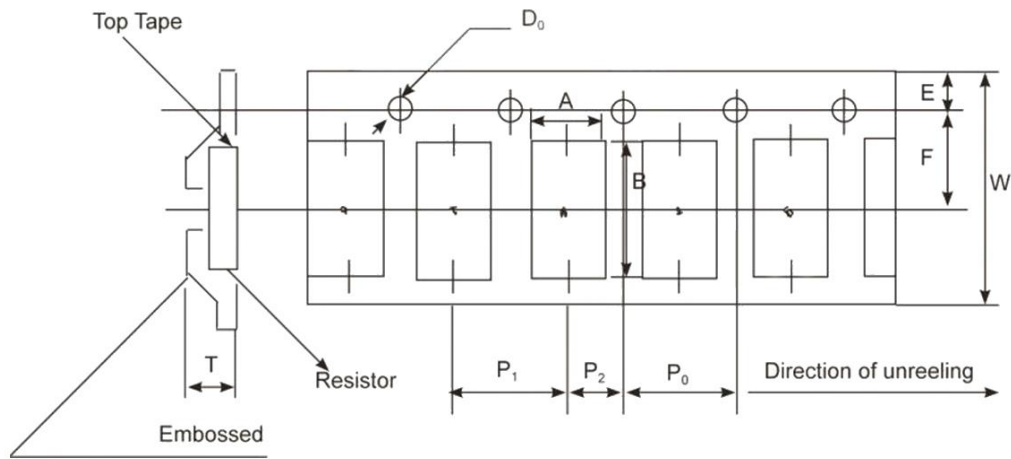 Top Tape
D₀
A
E
F
B
W
T
Resistor
P₁
P₂
P₀
Direction of unreeling
Embossed